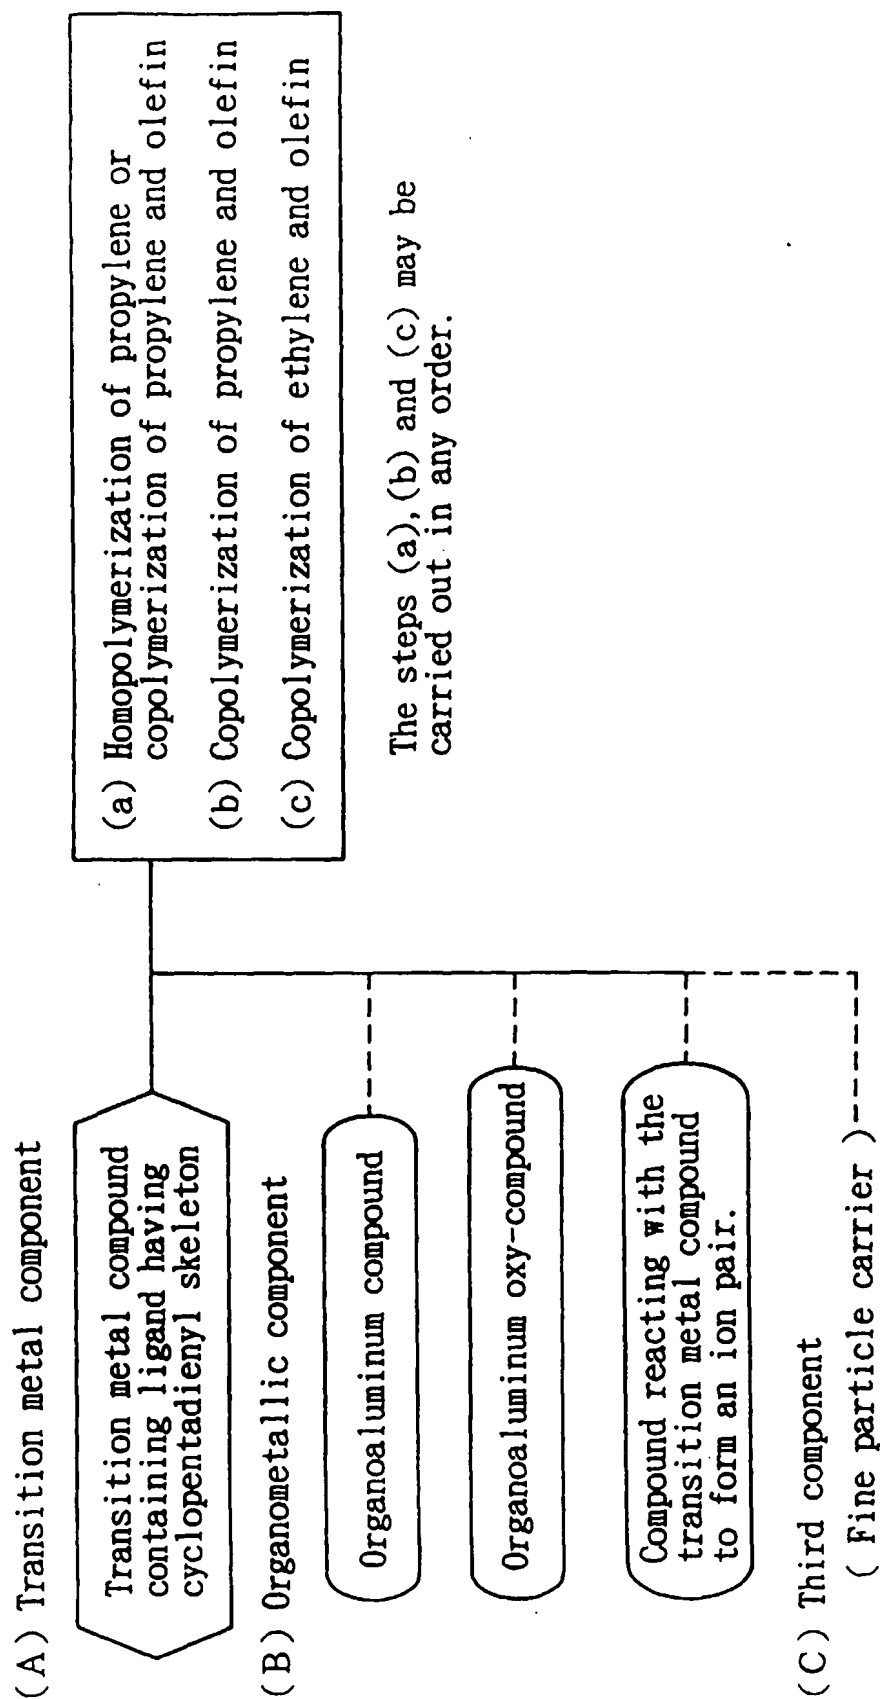 (A) Transition metal component
Transition metal compound
containing ligand having
cyclopentadienyl skeleton
(B) Organometallic component
Organoaluminum compound
Organoaluminum oxy-compound
Compound reacting with the
transition metal compound
to form an ion pair.
(C) Third component
( Fine particle carrier )
(a) Homopolymerization of propylene or
copolymerization of propylene and olefin
(b) Copolymerization of propylene and olefin
(c) Copolymerization of ethylene and olefin
The steps (a),(b) and (c) may be
carried out in any order.